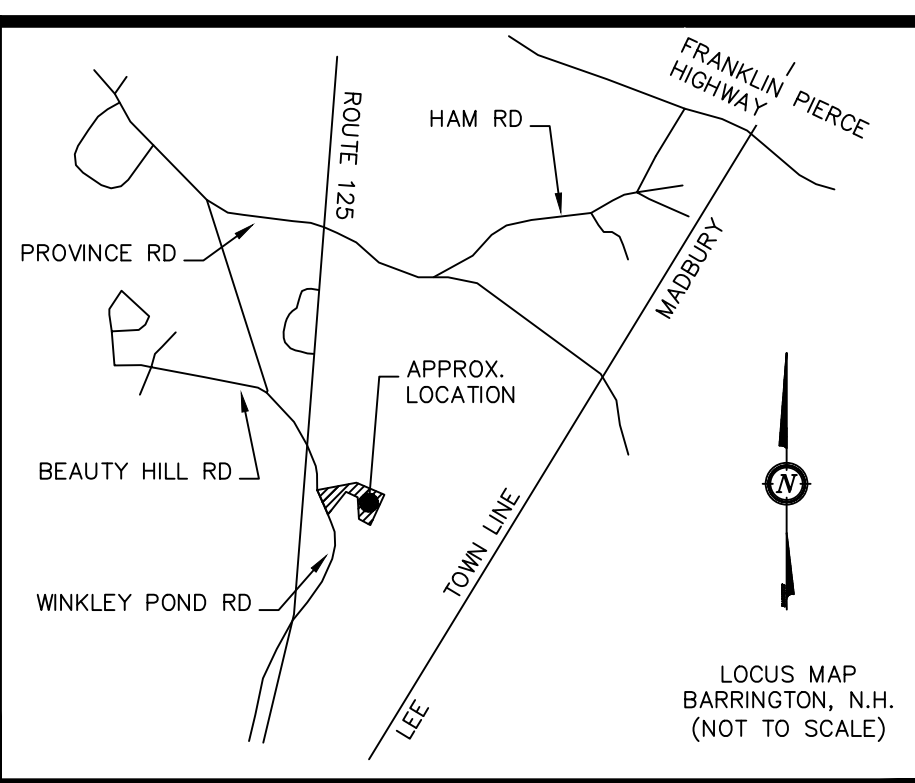 FRANKLIN PIERCE
HIGHWAY
HAM RD
ROUTE 125
PROVINCE RD
MADBURY
APPROX.
LOCATION
BEAUTY HILL RD
N
TOWN LINE
WINKLEY POND RD
LEE
LOCUS MAP
BARRINGTON, N.H.
(NOT TO SCALE)